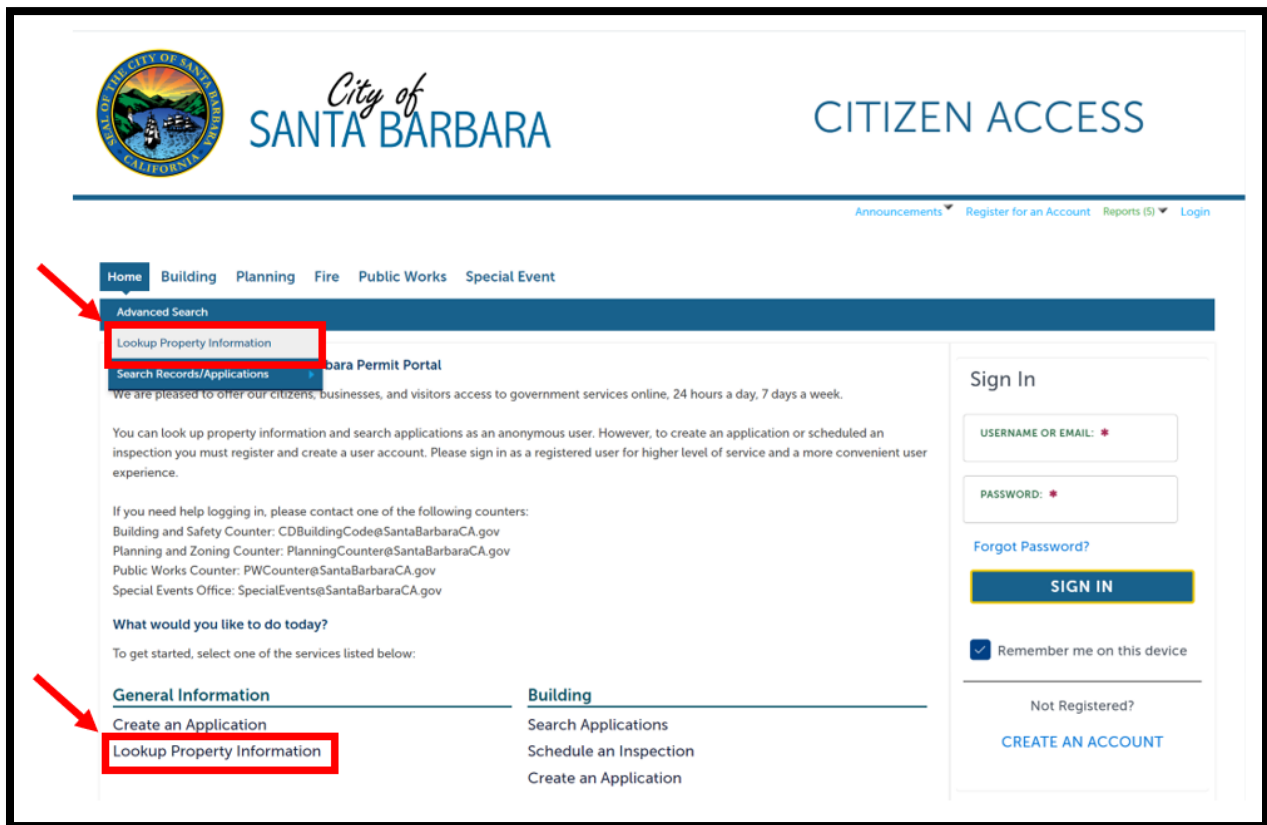 SEAL OF THE CITY OF SANTA BARBARA
CALIFORNIA
City of
SANTA BARBARA
CITIZEN ACCESS
Announcements Register for an Account Reports (5) Login
Home Building Planning Fire Public Works Special Event
Advanced Search
Lookup Property Information
Search Records/Applications
bara Permit Portal
We are pleased to offer our citizens, businesses, and visitors access to government services online, 24 hours a day, 7 days a week.
You can look up property information and search applications as an anonymous user. However, to create an application or scheduled an
inspection you must register and create a user account. Please sign in as a registered user for higher level of service and a more convenient user
experience.
If you need help logging in, please contact one of the following counters:
Building and Safety Counter: CDBuildingCode@SantaBarbaraCA.gov
Planning and Zoning Counter: PlanningCounter@SantaBarbaraCA.gov
Public Works Counter: PWCounter@SantaBarbaraCA.gov
Special Events Office: SpecialEvents@SantaBarbaraCA.gov
What would you like to do today?
To get started, select one of the services listed below:
General Information
Create an Application
Lookup Property Information
Building
Search Applications
Schedule an Inspection
Create an Application
Sign In
USERNAME OR EMAIL: *
PASSWORD: *
Forgot Password?
SIGN IN
Remember me on this device
Not Registered?
CREATE AN ACCOUNT